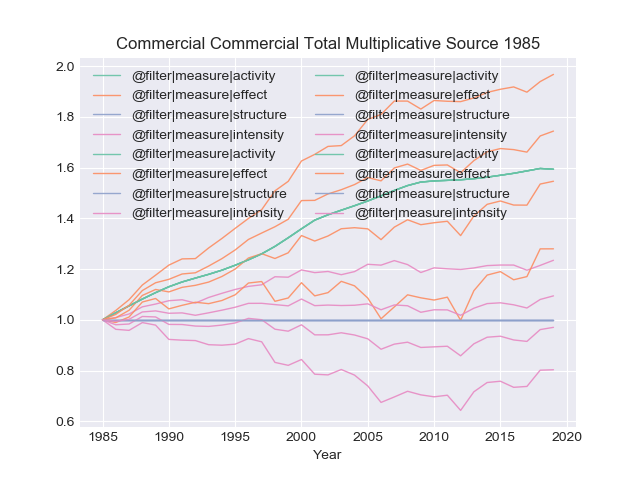 Commercial Commercial Total Multiplicative Source 1985
2.0
1.8
1.6
1.4
1.2
1.0
0.8
0.6
@filter|measure|activity
@filter|measure|effect
@filter|measure|structure
@filter|measure|intensity
@filter|measure|activity
@filter|measure|effect
@filter|measure|structure
@filter|measure|intensity
@filter|measure|activity
@filter|measure|effect
@filter|measure|structure
@filter|measure|intensity
@filter|measure|activity
@filter|measure|effect
@filter|measure|structure
@filter|measure|intensity
1985 1990 1995 2000 2005 2010 2015 2020
Year